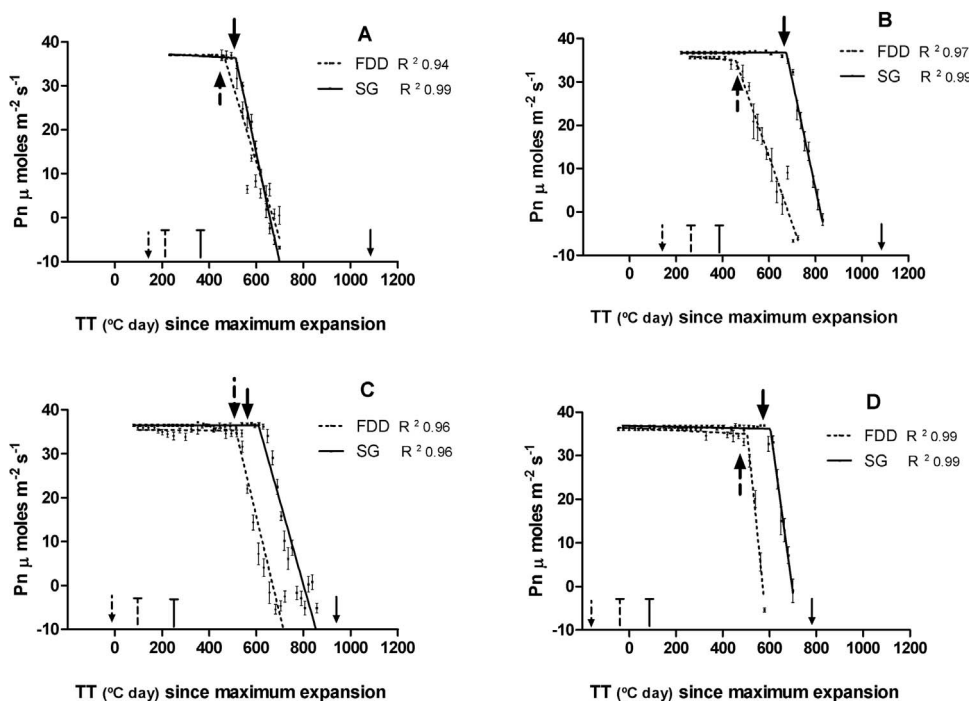 A
FDD R² 0.94
SG R² 0.99
Pn μ moles m⁻² s⁻¹
40
30
20
10
0
-10
0 200 400 600 800 1000 1200
TT (ºC day) since maximum expansion
B
FDD R² 0.97
SG R² 0.99
Pn μ moles m⁻² s⁻¹
40
30
20
10
0
-10
0 200 400 600 800 1000 1200
TT (ºC day) since maximum expansion
C
FDD R² 0.96
SG R² 0.96
Pn μ moles m⁻² s⁻¹
40
30
20
10
0
-10
0 200 400 600 800 1000 1200
TT (ºC day) since maximum expansion
D
FDD R² 0.99
SG R² 0.99
Pn μ moles m⁻² s⁻¹
40
30
20
10
0
-10
0 200 400 600 800 1000 1200
TT (ºC day) since maximum expansion